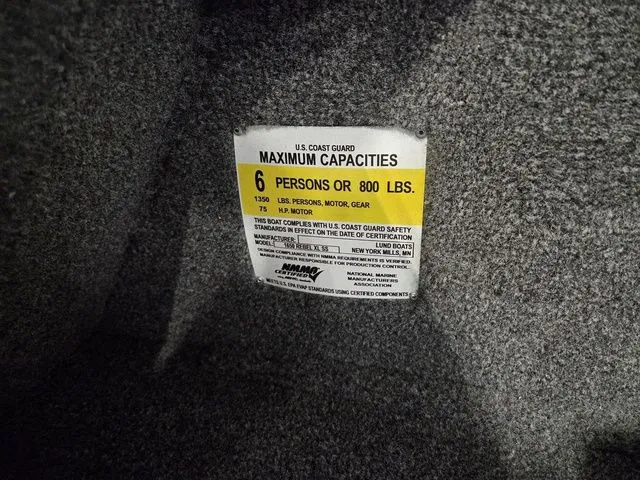 U.S. COAST GUARD
MAXIMUM CAPACITIES
6 PERSONS OR 800 LBS.
1350 LBS. PERSONS, MOTOR, GEAR
75 H.P. MOTOR
THIS BOAT COMPLIES WITH U.S. COAST GUARD SAFETY
STANDARDS IN EFFECT ON THE DATE OF CERTIFICATION
MANUFACTURER: LUND BOATS
MODEL: 1650 REBEL XL SS NEW YORK MILLS, MN
DESIGN COMPLIANCE WITH NMMA REQUIREMENTS IS VERIFIED.
MANUFACTURER RESPONSIBLE FOR PRODUCTION CONTROL.
NMMA
CERTIFIED
NATIONAL MARINE
MANUFACTURERS
ASSOCIATION
MEETS U.S. EPA EVAP STANDARDS USING CERTIFIED COMPONENTS